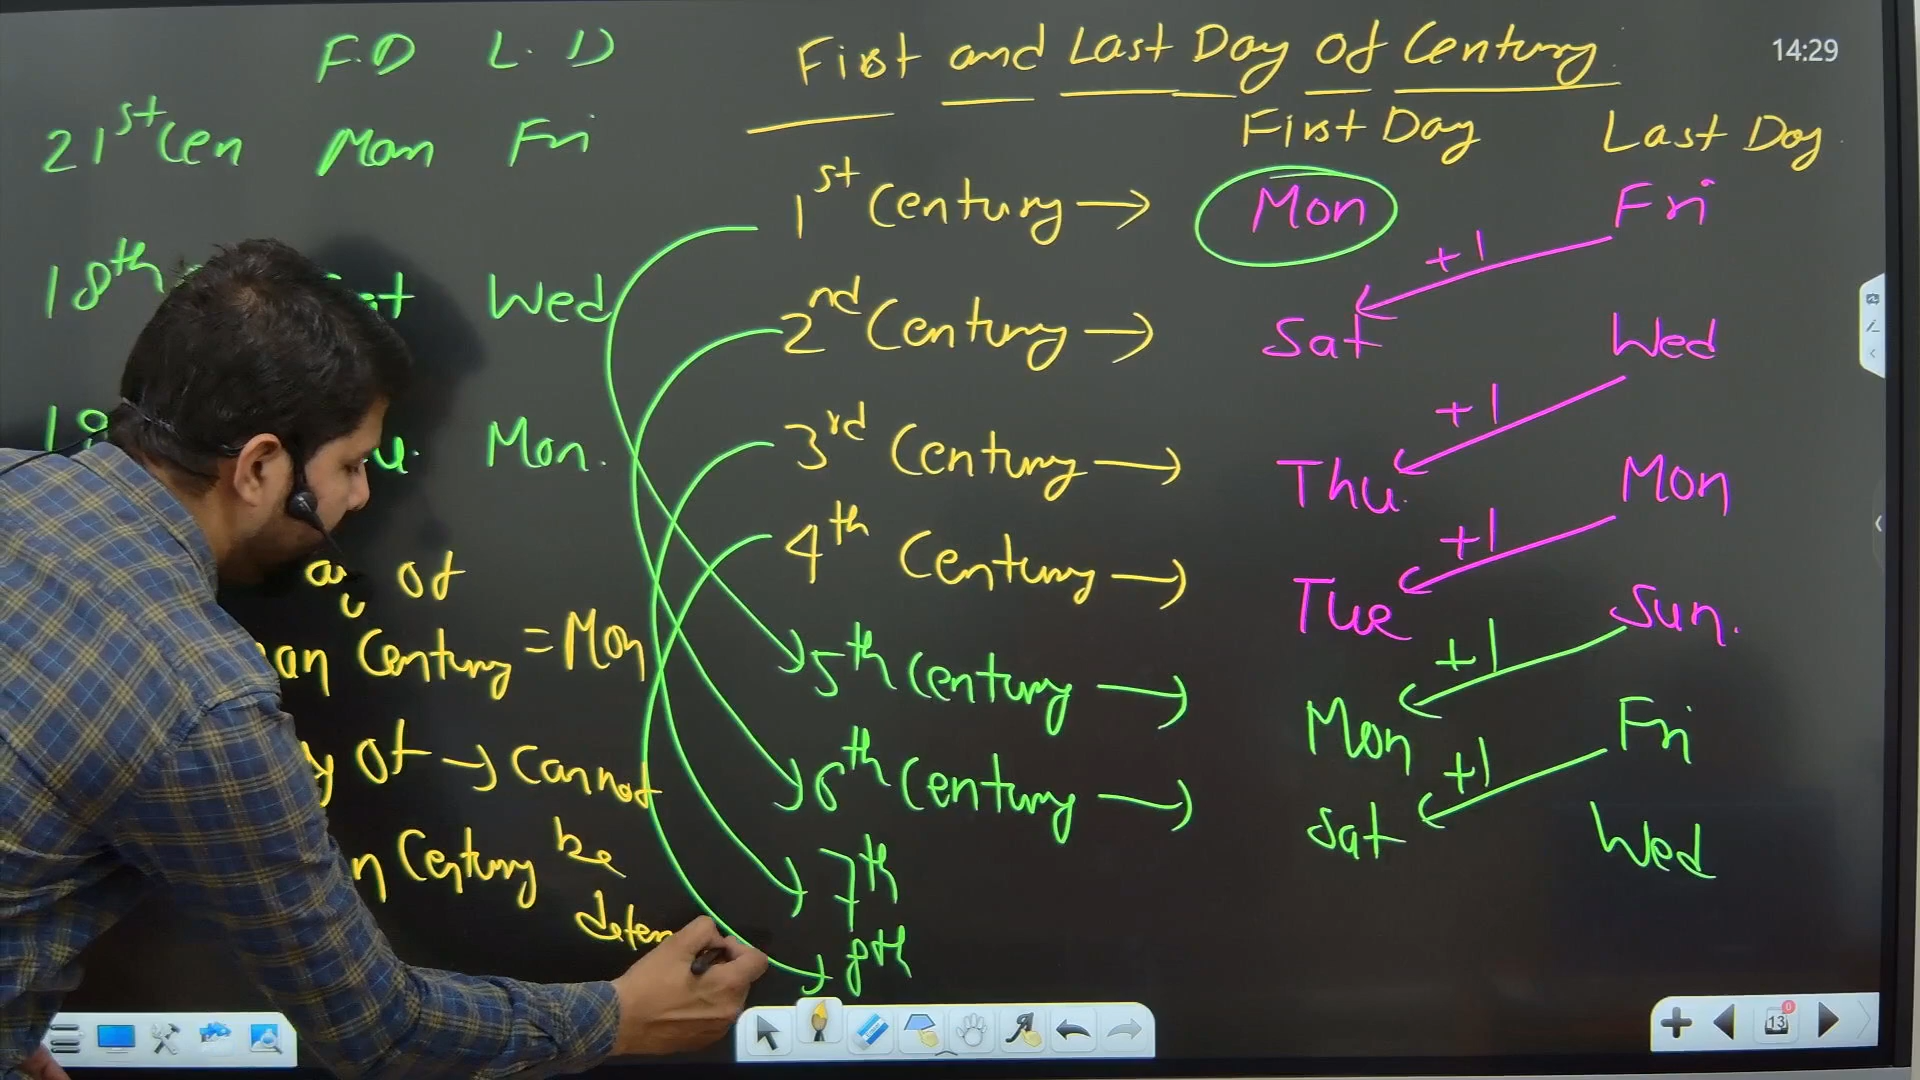 F.D L.D
21st Cen Mon Fri
18th Wed
Mon.
of
Century = Mon
of → cannot
Century be
First and Last Day of Century
14:29
First Day Last Day
1st Century → Mon Fri
+1
2nd Century → Sat Wed
+1
3rd Century → Thu. Mon
+1
4th Century → Tue Sun.
+1
5th Century → Mon Fri
+1
6th Century → Sat Wed
7th
8th
13